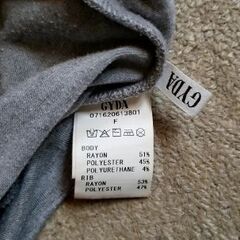 GYDA
GYDA
071620613801
F
BODY
RAYON 51%
POLYESTER 45%
POLYURETHANE 4%
RIB
RAYON 53%
POLYESTER 47%